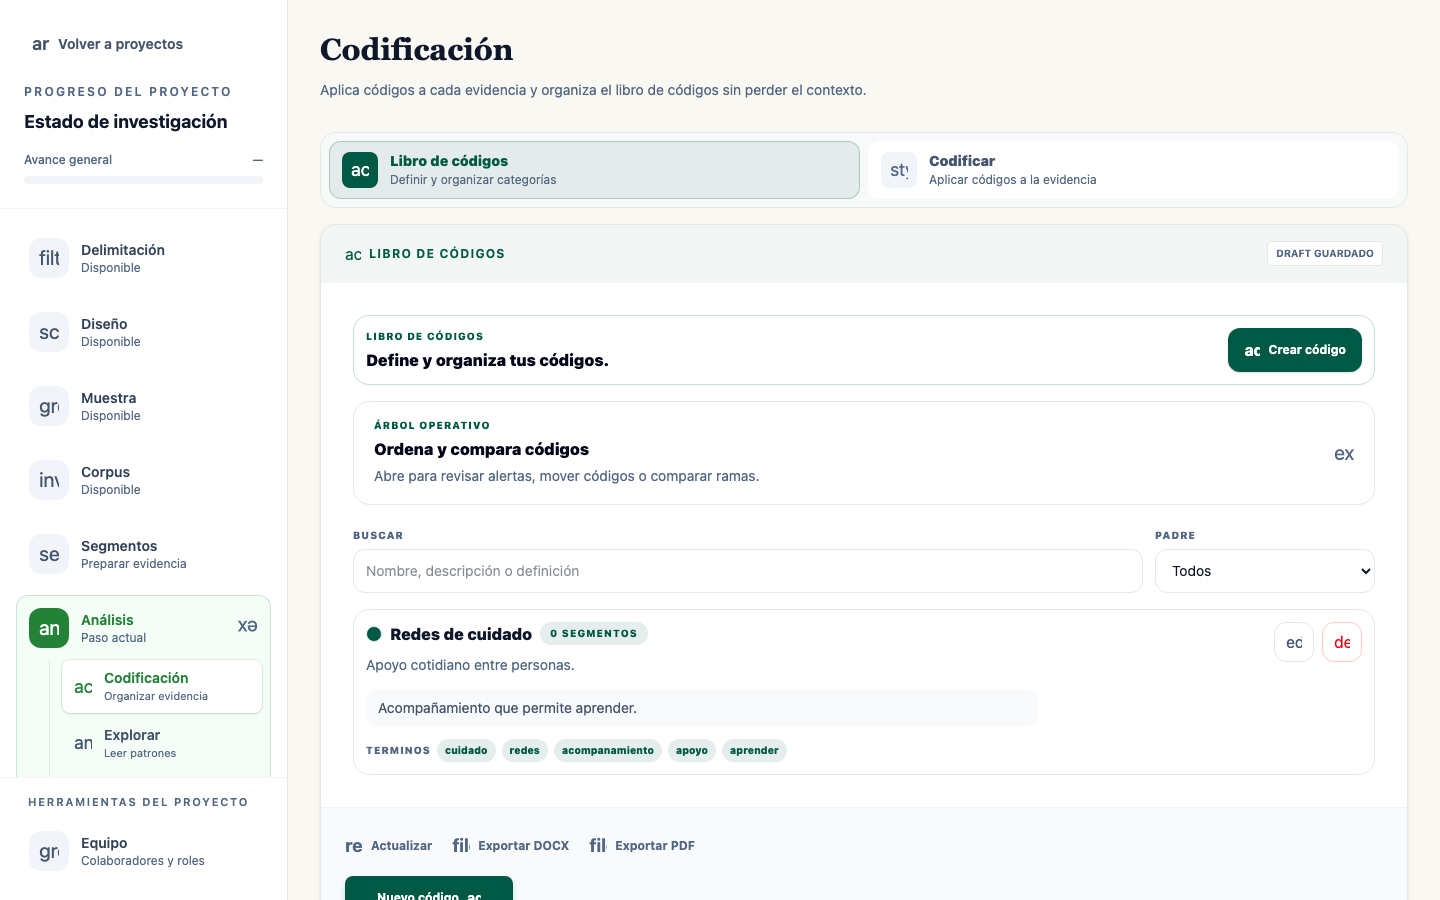 ar Volver a proyectos
PROGRESO DEL PROYECTO
Estado de investigación
Avance general —
filt Delimitación
Disponible
sc Diseño
Disponible
gr Muestra
Disponible
inv Corpus
Disponible
se Segmentos
Preparar evidencia
an Análisis
Paso actual
ac Codificación
Organizar evidencia
an Explorar
Leer patrones
HERRAMIENTAS DEL PROYECTO
gr Equipo
Colaboradores y roles
Codificación
Aplica códigos a cada evidencia y organiza el libro de códigos sin perder el contexto.
ac Libro de códigos
Definir y organizar categorías
sty Codificar
Aplicar códigos a la evidencia
ac LIBRO DE CÓDIGOS
DRAFT GUARDADO
LIBRO DE CÓDIGOS
Define y organiza tus códigos.
ac Crear código
ÁRBOL OPERATIVO
Ordena y compara códigos
Abre para revisar alertas, mover códigos o comparar ramas.
ex
BUSCAR
Nombre, descripción o definición
PADRE
Todos
Redes de cuidado 0 SEGMENTOS
ec de
Apoyo cotidiano entre personas.
Acompañamiento que permite aprender.
TERMINOS cuidado redes acompanamiento apoyo aprender
re Actualizar fil Exportar DOCX fil Exportar PDF
Nuevo código ac